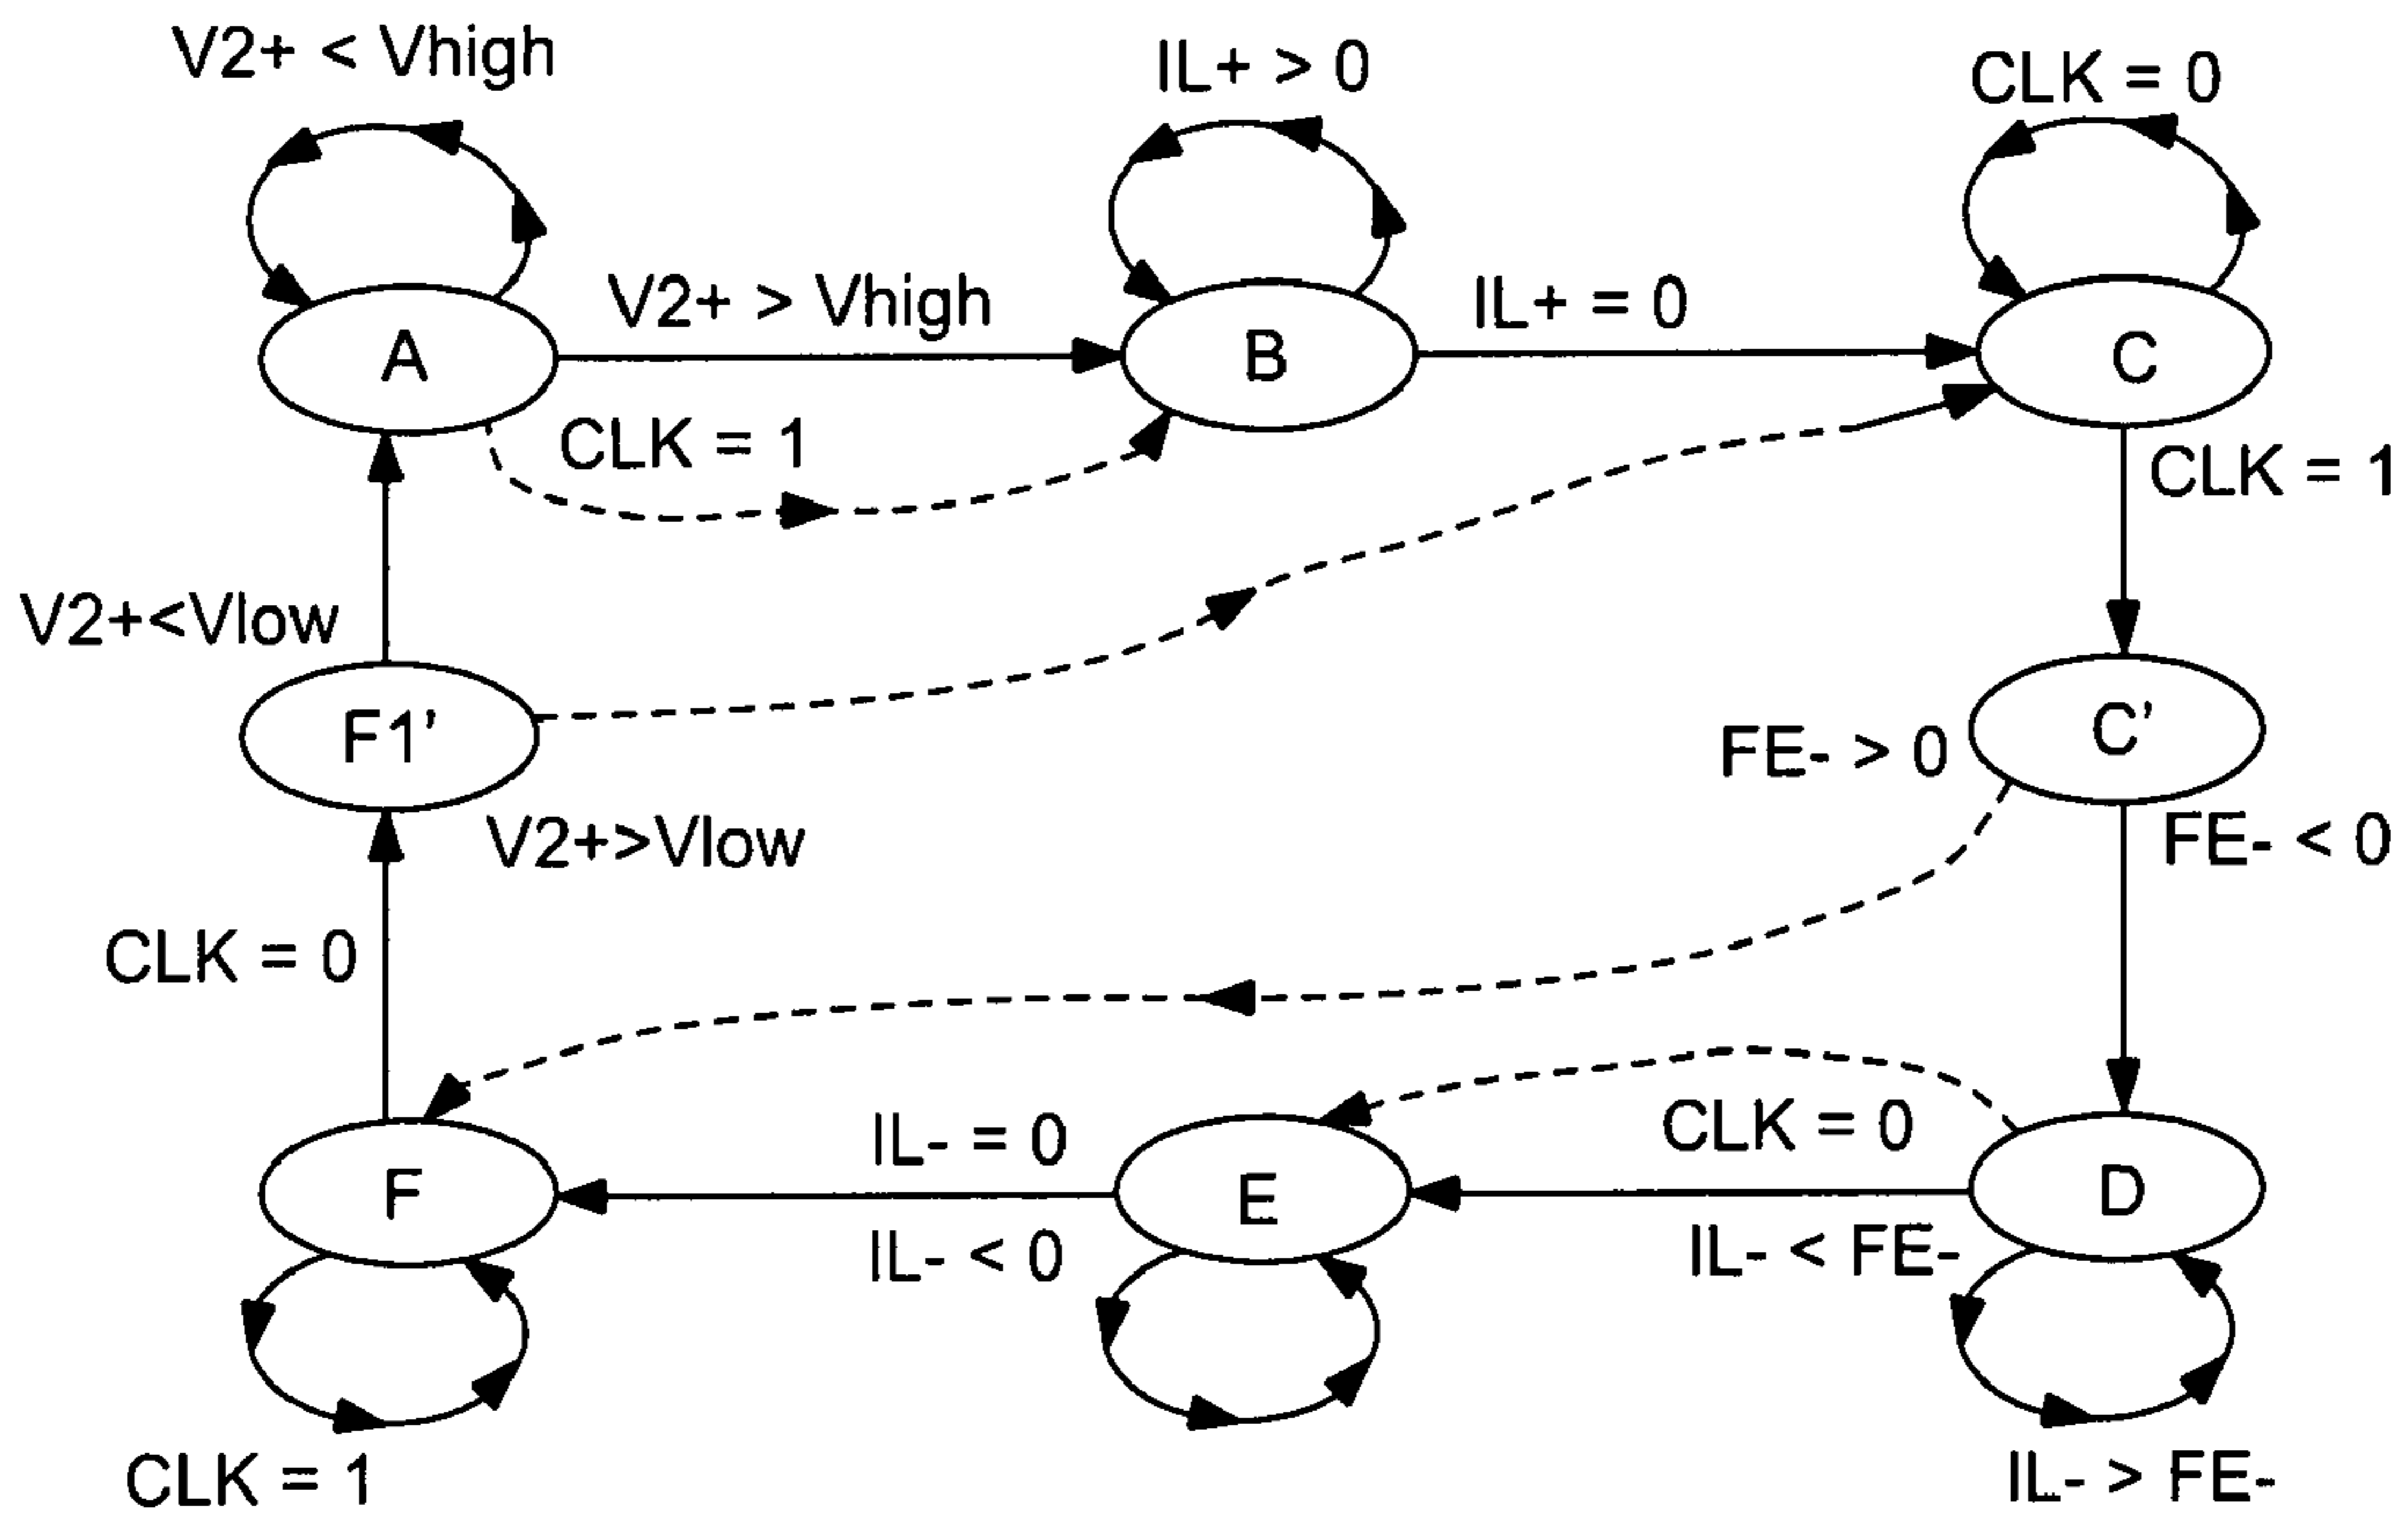 V2+ < Vhigh
IL+ > 0
CLK = 0
V2+ > Vhigh
IL+ = 0
A
B
C
CLK = 1
CLK = 1
V2+<Vlow
F1’
C’
FE- > 0
V2+>Vlow
FE- < 0
CLK = 0
IL- = 0
CLK = 0
F
E
D
IL- < 0
IL- < FE-
CLK = 1
IL- > FE-